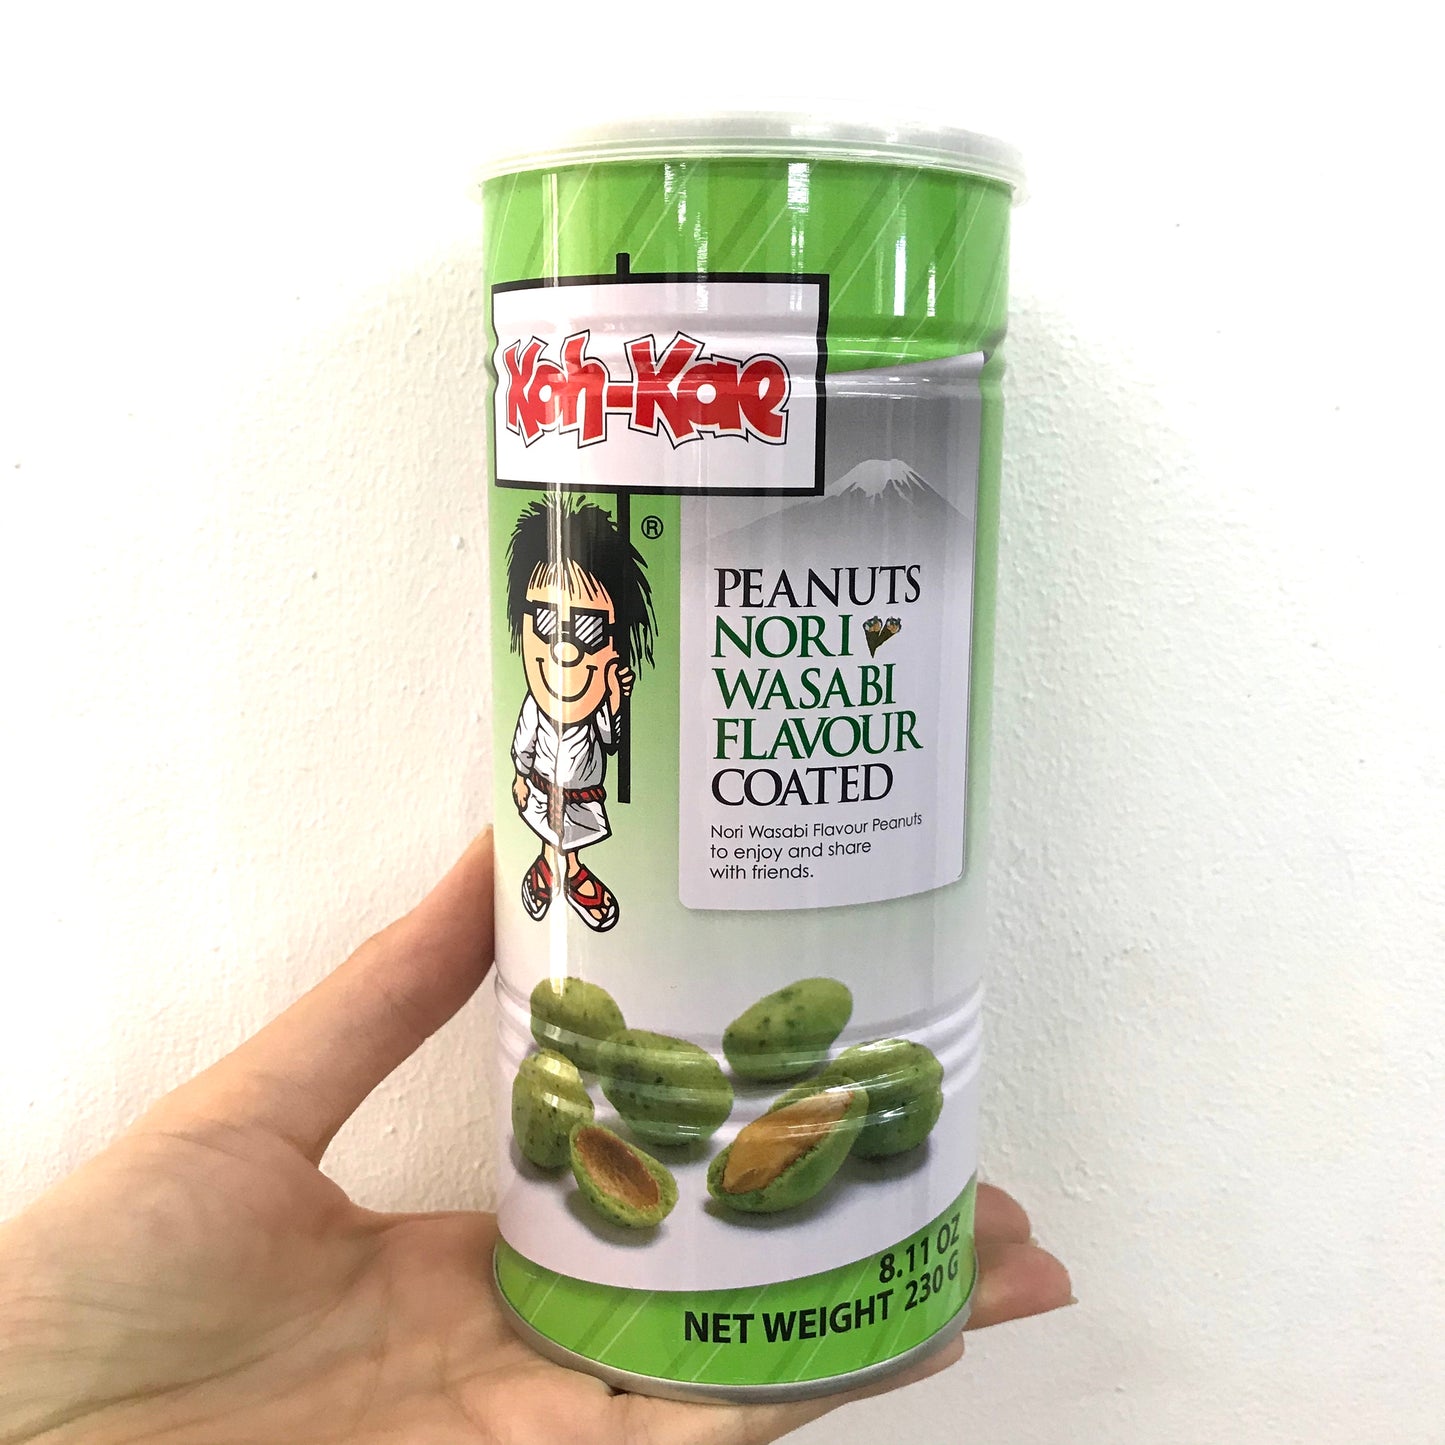 Koh-Kae
®
PEANUTS
NORI
WASABI
FLAVOUR
COATED
Nori Wasabi Flavour Peanuts
to enjoy and share
with friends.
8.11 OZ
NET WEIGHT 230 G